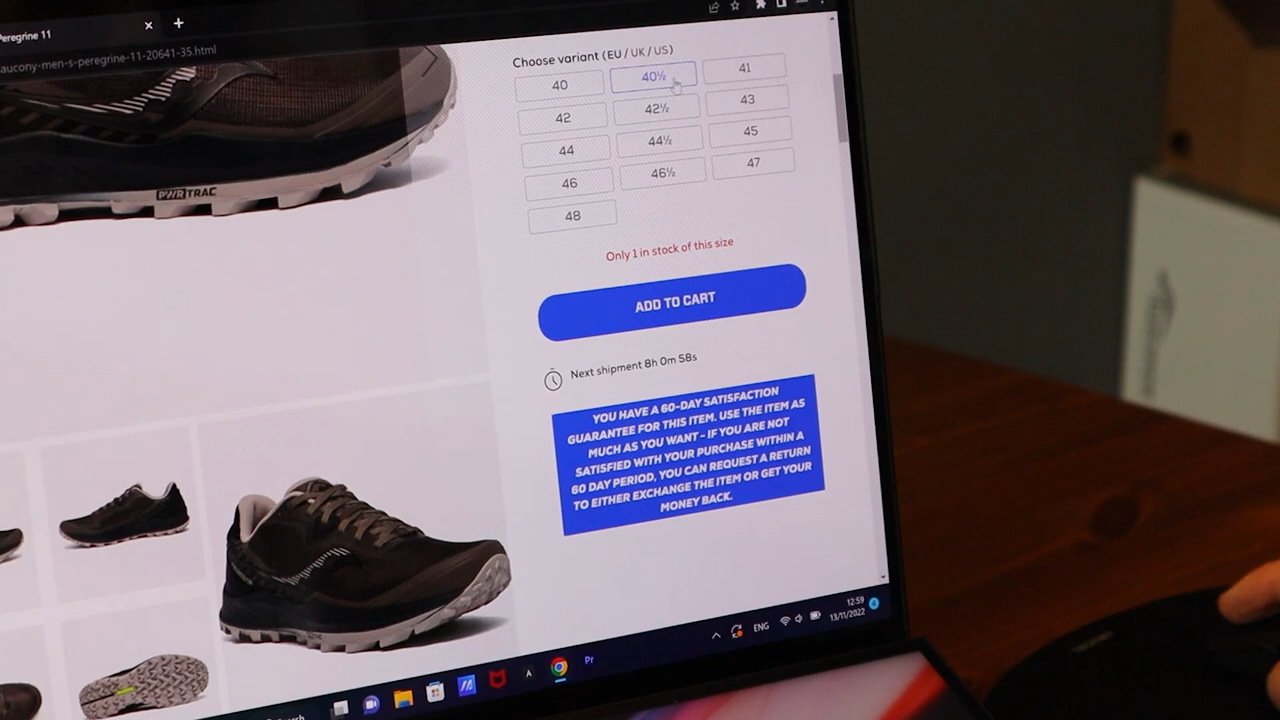 Peregrine 11
aucony-men-s-peregrine-11-20641-35.html
Choose variant (EU / UK / US)
40 40½ 41
42 42½ 43
44 44½ 45
46 46½ 47
48
Only 1 in stock of this size
ADD TO CART
Next shipment 8h 0m 58s
YOU HAVE A 60-DAY SATISFACTION
GUARANTEE FOR THIS ITEM. USE THE ITEM AS
MUCH AS YOU WANT - IF YOU ARE NOT
SATISFIED WITH YOUR PURCHASE WITHIN A
60 DAY PERIOD, YOU CAN REQUEST A RETURN
TO EITHER EXCHANGE THE ITEM OR GET YOUR
MONEY BACK.
PWRTRAC
ENG
12:59
13/11/2022
4
A
Pr